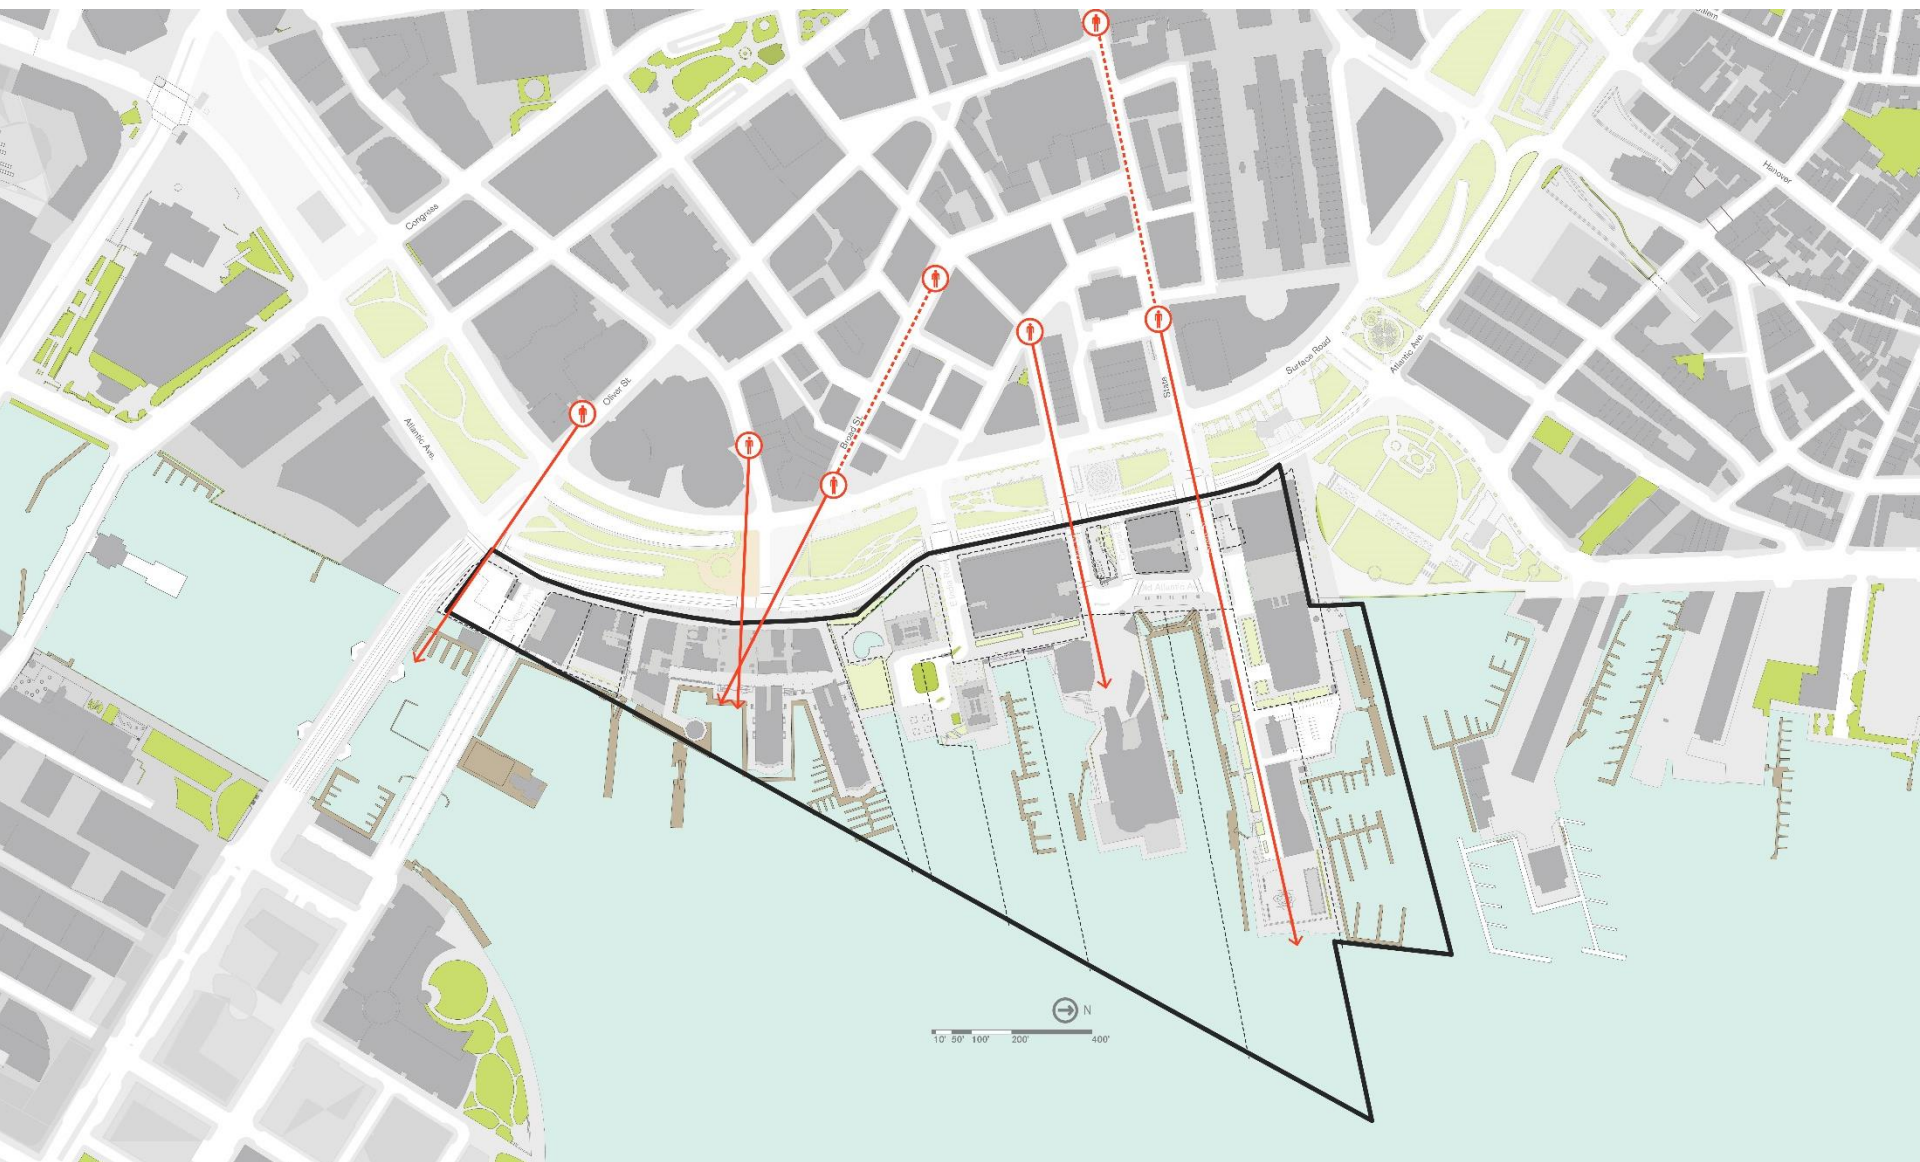 Hanover
Congress
Surface Road
Atlantic Ave.
State
Oliver St.
Broad St.
Atlantic Ave.
N
10' 50' 100' 200' 400'